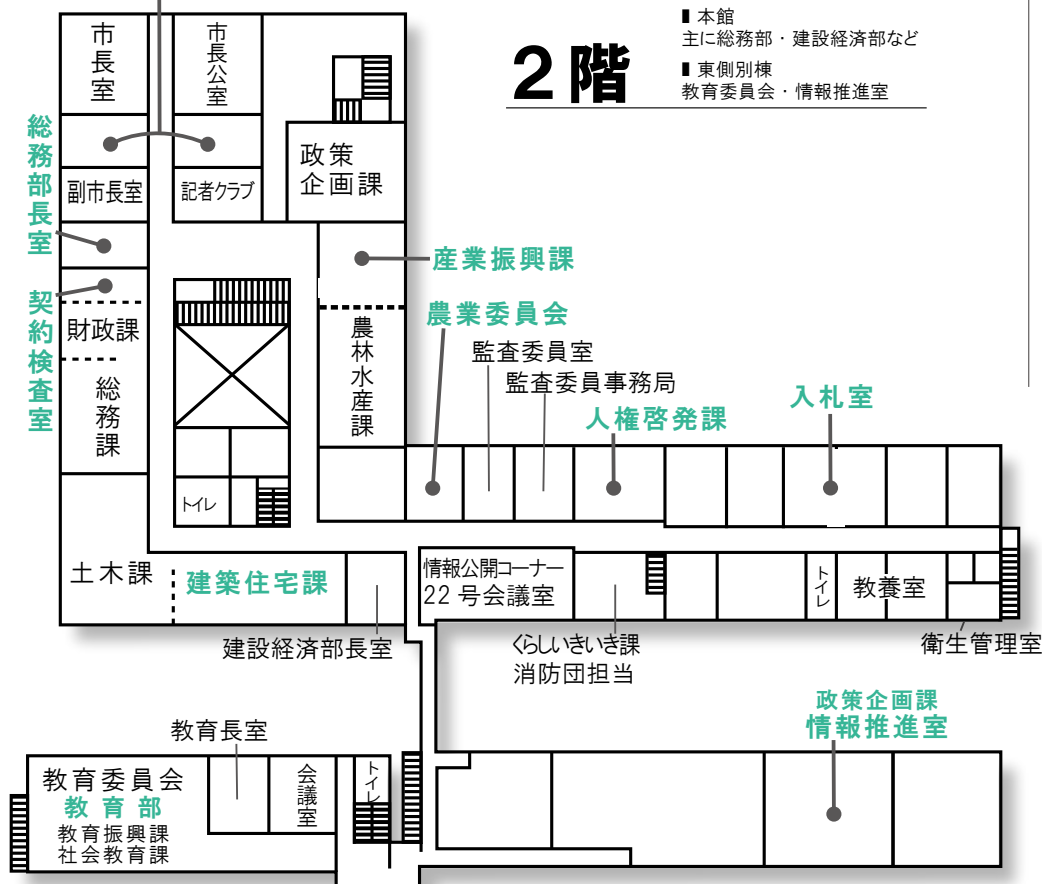 2階
▮ 本館
主に総務部・建設経済部など
▮ 東側別棟
教育委員会・情報推進室
市長室
市長公室
総務部長室
副市長室
記者クラブ
政策
企画課
契約検査室
財政課
総務課
産業振興課
農業委員会
農林水産課
監査委員室
監査委員事務局
人権啓発課
入札室
トイレ
土木課
建築住宅課
建設経済部長室
情報公開コーナー
22号会議室
くらしいきいき課
消防団担当
トイレ
教養室
衛生管理室
政策企画課
情報推進室
教育長室
教育委員会
教育部
教育振興課
社会教育課
会議室
トイレ